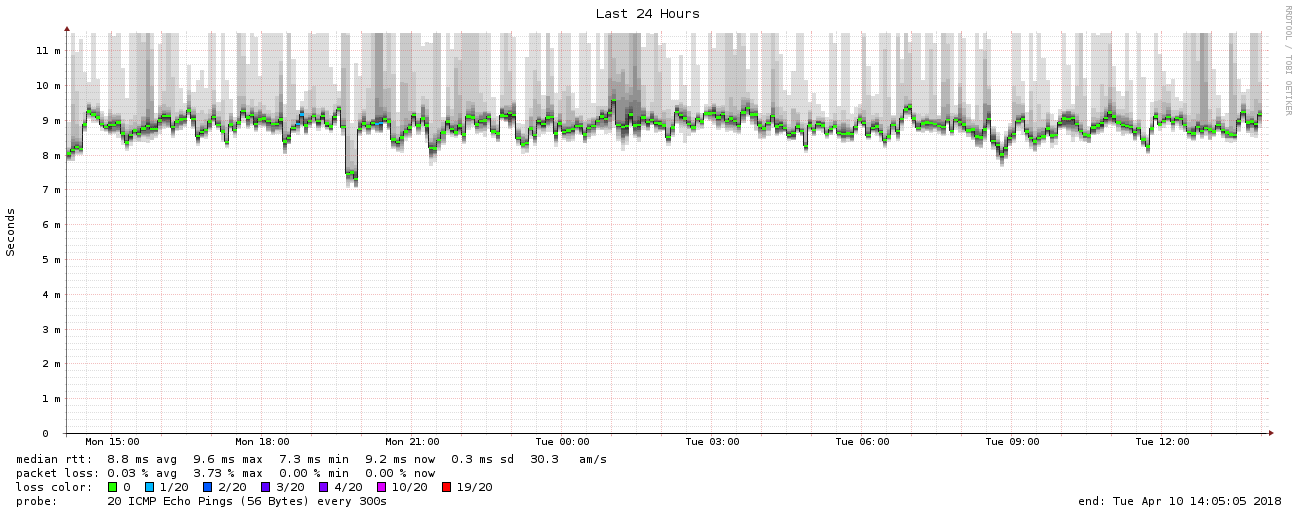 Last 24 Hours
RRDTOOL / TOBI OETIKER
Seconds
11 m
10 m
9 m
8 m
7 m
6 m
5 m
4 m
3 m
2 m
1 m
0
Mon 15:00 Mon 18:00 Mon 21:00 Tue 00:00 Tue 03:00 Tue 06:00 Tue 09:00 Tue 12:00
median rtt: 8.8 ms avg 9.6 ms max 7.3 ms min 9.2 ms now 0.3 ms sd 30.3 am/s
packet loss: 0.03 % avg 3.73 % max 0.00 % min 0.00 % now
loss color: 0 1/20 2/20 3/20 4/20 10/20 19/20
probe: 20 ICMP Echo Pings (56 Bytes) every 300s end: Tue Apr 10 14:05:05 2018